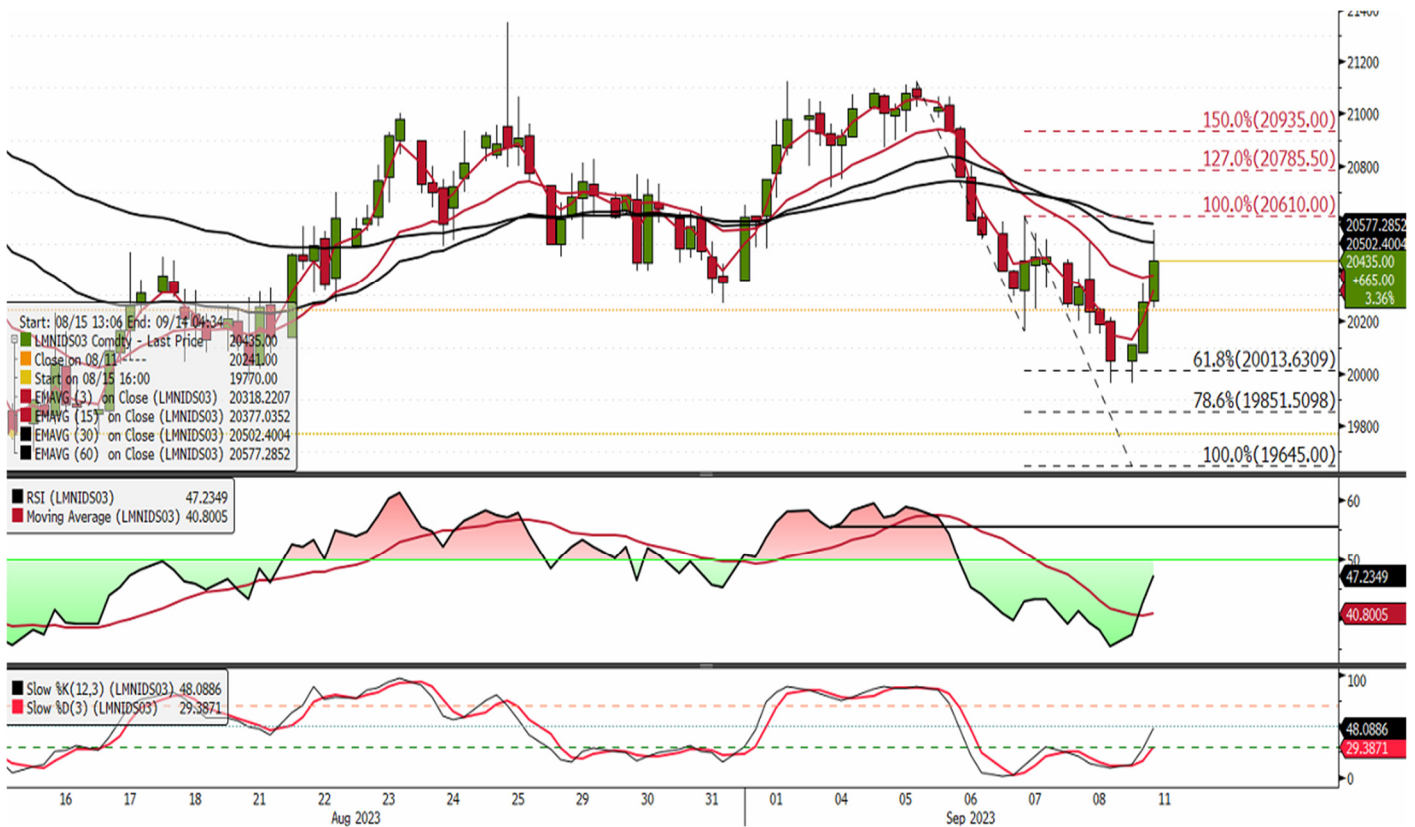 21400
21200
21000
20800
20200
20000
19800
150.0%(20935.00)
127.0%(20785.50)
100.0%(20610.00)
61.8%(20013.6309)
78.6%(19851.5098)
100.0%(19645.00)
20577.2852
20502.4004
20435.00
+665.00
3.36%
Start: 08/15 13:06 End: 09/14 04:34
LMNIDS03 Comdty - Last Price 20435.00
Close on 08/11 ---- 20241.00
Start on 08/15 16:00 19770.00
EMAVG (3) on Close (LMNIDS03) 20318.2207
EMAVG (15) on Close (LMNIDS03) 20377.0352
EMAVG (30) on Close (LMNIDS03) 20502.4004
EMAVG (60) on Close (LMNIDS03) 20577.2852
RSI (LMNIDS03) 47.2349
Moving Average (LMNIDS03) 40.8005
60
50
47.2349
40.8005
Slow %K(12,3) (LMNIDS03) 48.0886
Slow %D(3) (LMNIDS03) 29.3871
100
48.0886
29.3871
0
16 17 18 21 22 23 24 25 29 30 31 01 04 05 06 07 08 11
Aug 2023 Sep 2023